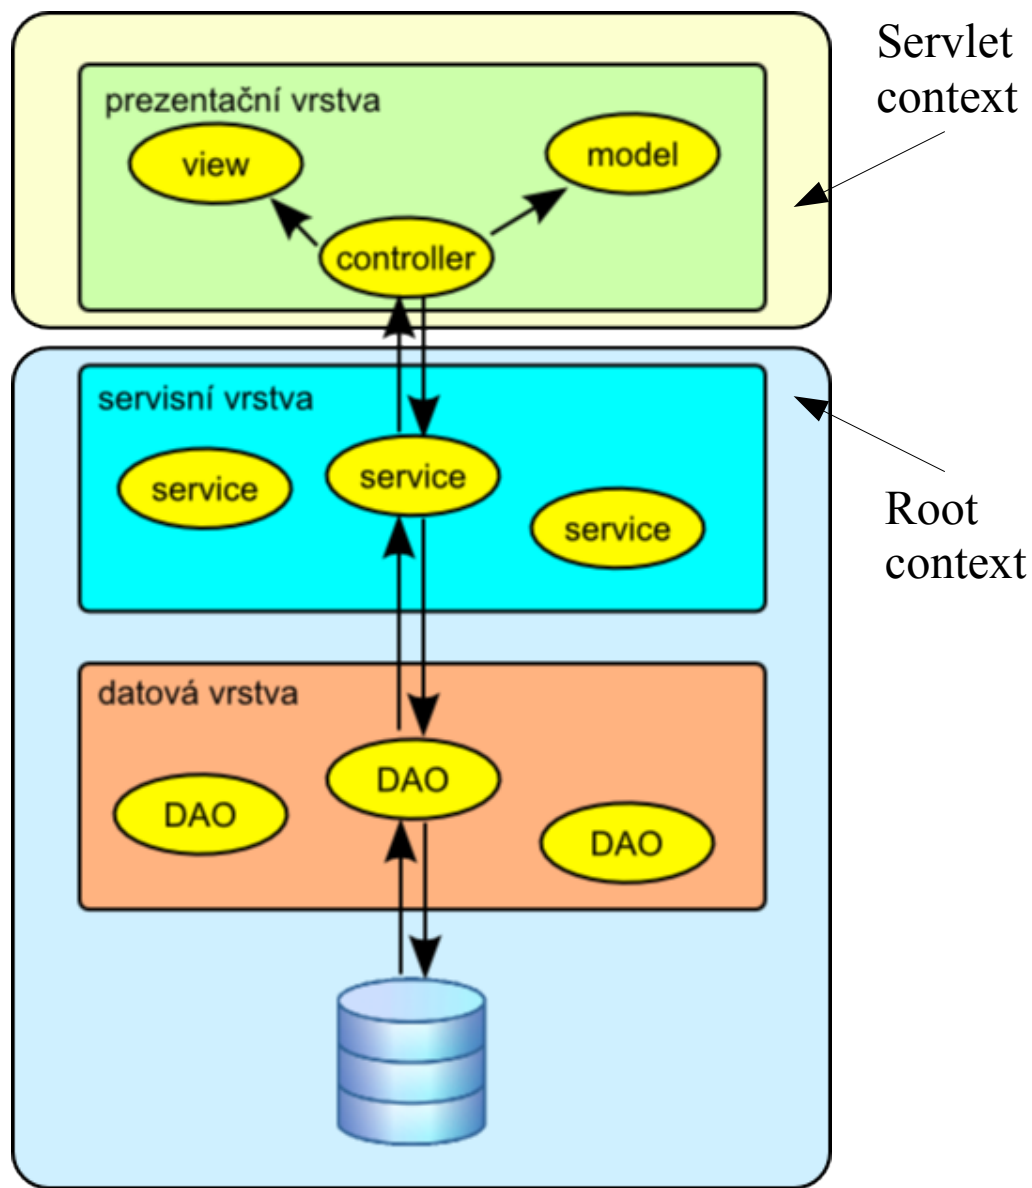 Servlet
context
prezentační vrstva
view
model
controller
servisní vrstva
service
service
service
Root
context
datová vrstva
DAO
DAO
DAO